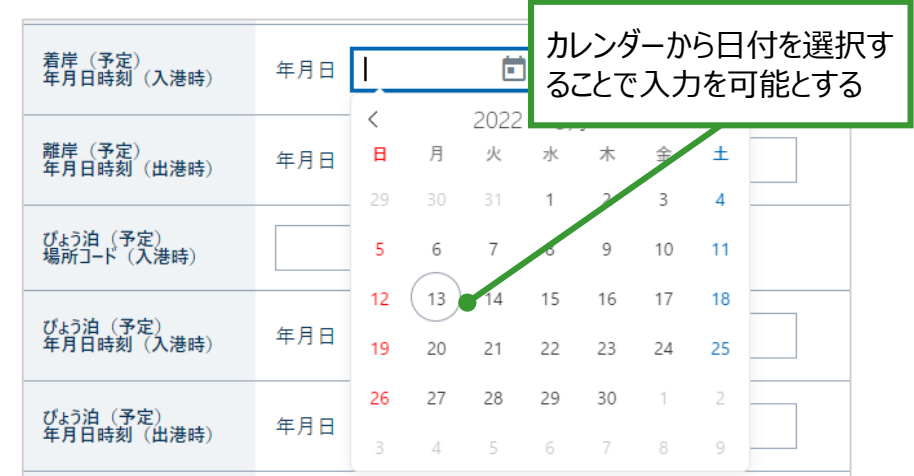 カレンダーから日付を選択す
ることで入力を可能とする
着岸（予定）
年月日時刻（入港時）
年月日
2022
日 月 火 水 木 金 土
29 30 31 1 2 3 4
5 6 7 8 9 10 11
12 13 14 15 16 17 18
19 20 21 22 23 24 25
26 27 28 29 30 1 2
3 4 5 6 7 8 9
離岸（予定）
年月日時刻（出港時）
年月日
びょう泊（予定）
場所コード（入港時）
びょう泊（予定）
年月日時刻（入港時）
年月日
びょう泊（予定）
年月日時刻（出港時）
年月日